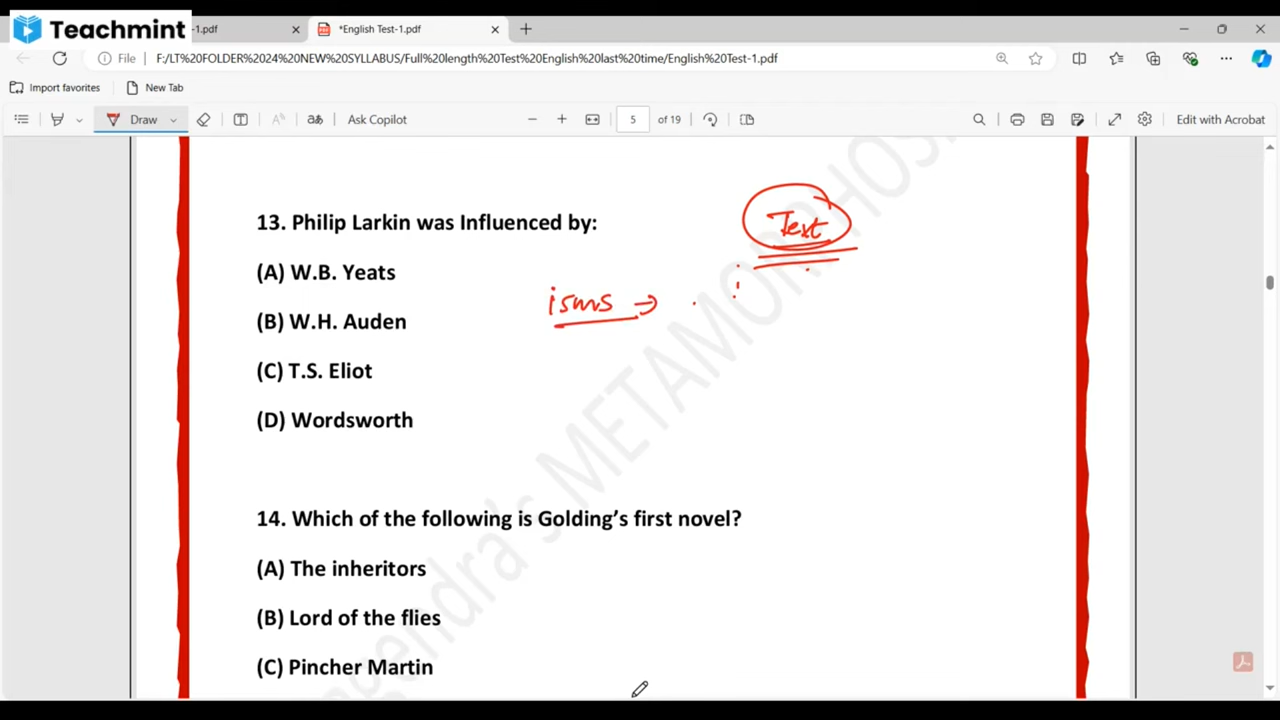 Teachmint
-1.pdf
*English Test-1.pdf
File
F:/LT%20FOLDER%202024%20NEW%20SYLLABUS/Full%20length%20Test%20English%20last%20time/English%20Test-1.pdf
Import favorites
New Tab
Draw
Ask Copilot
5 of 19
Edit with Acrobat
13. Philip Larkin was Influenced by:
Test
(A) W.B. Yeats
isms →
(B) W.H. Auden
(C) T.S. Eliot
(D) Wordsworth
14. Which of the following is Golding's first novel?
(A) The inheritors
(B) Lord of the flies
(C) Pincher Martin